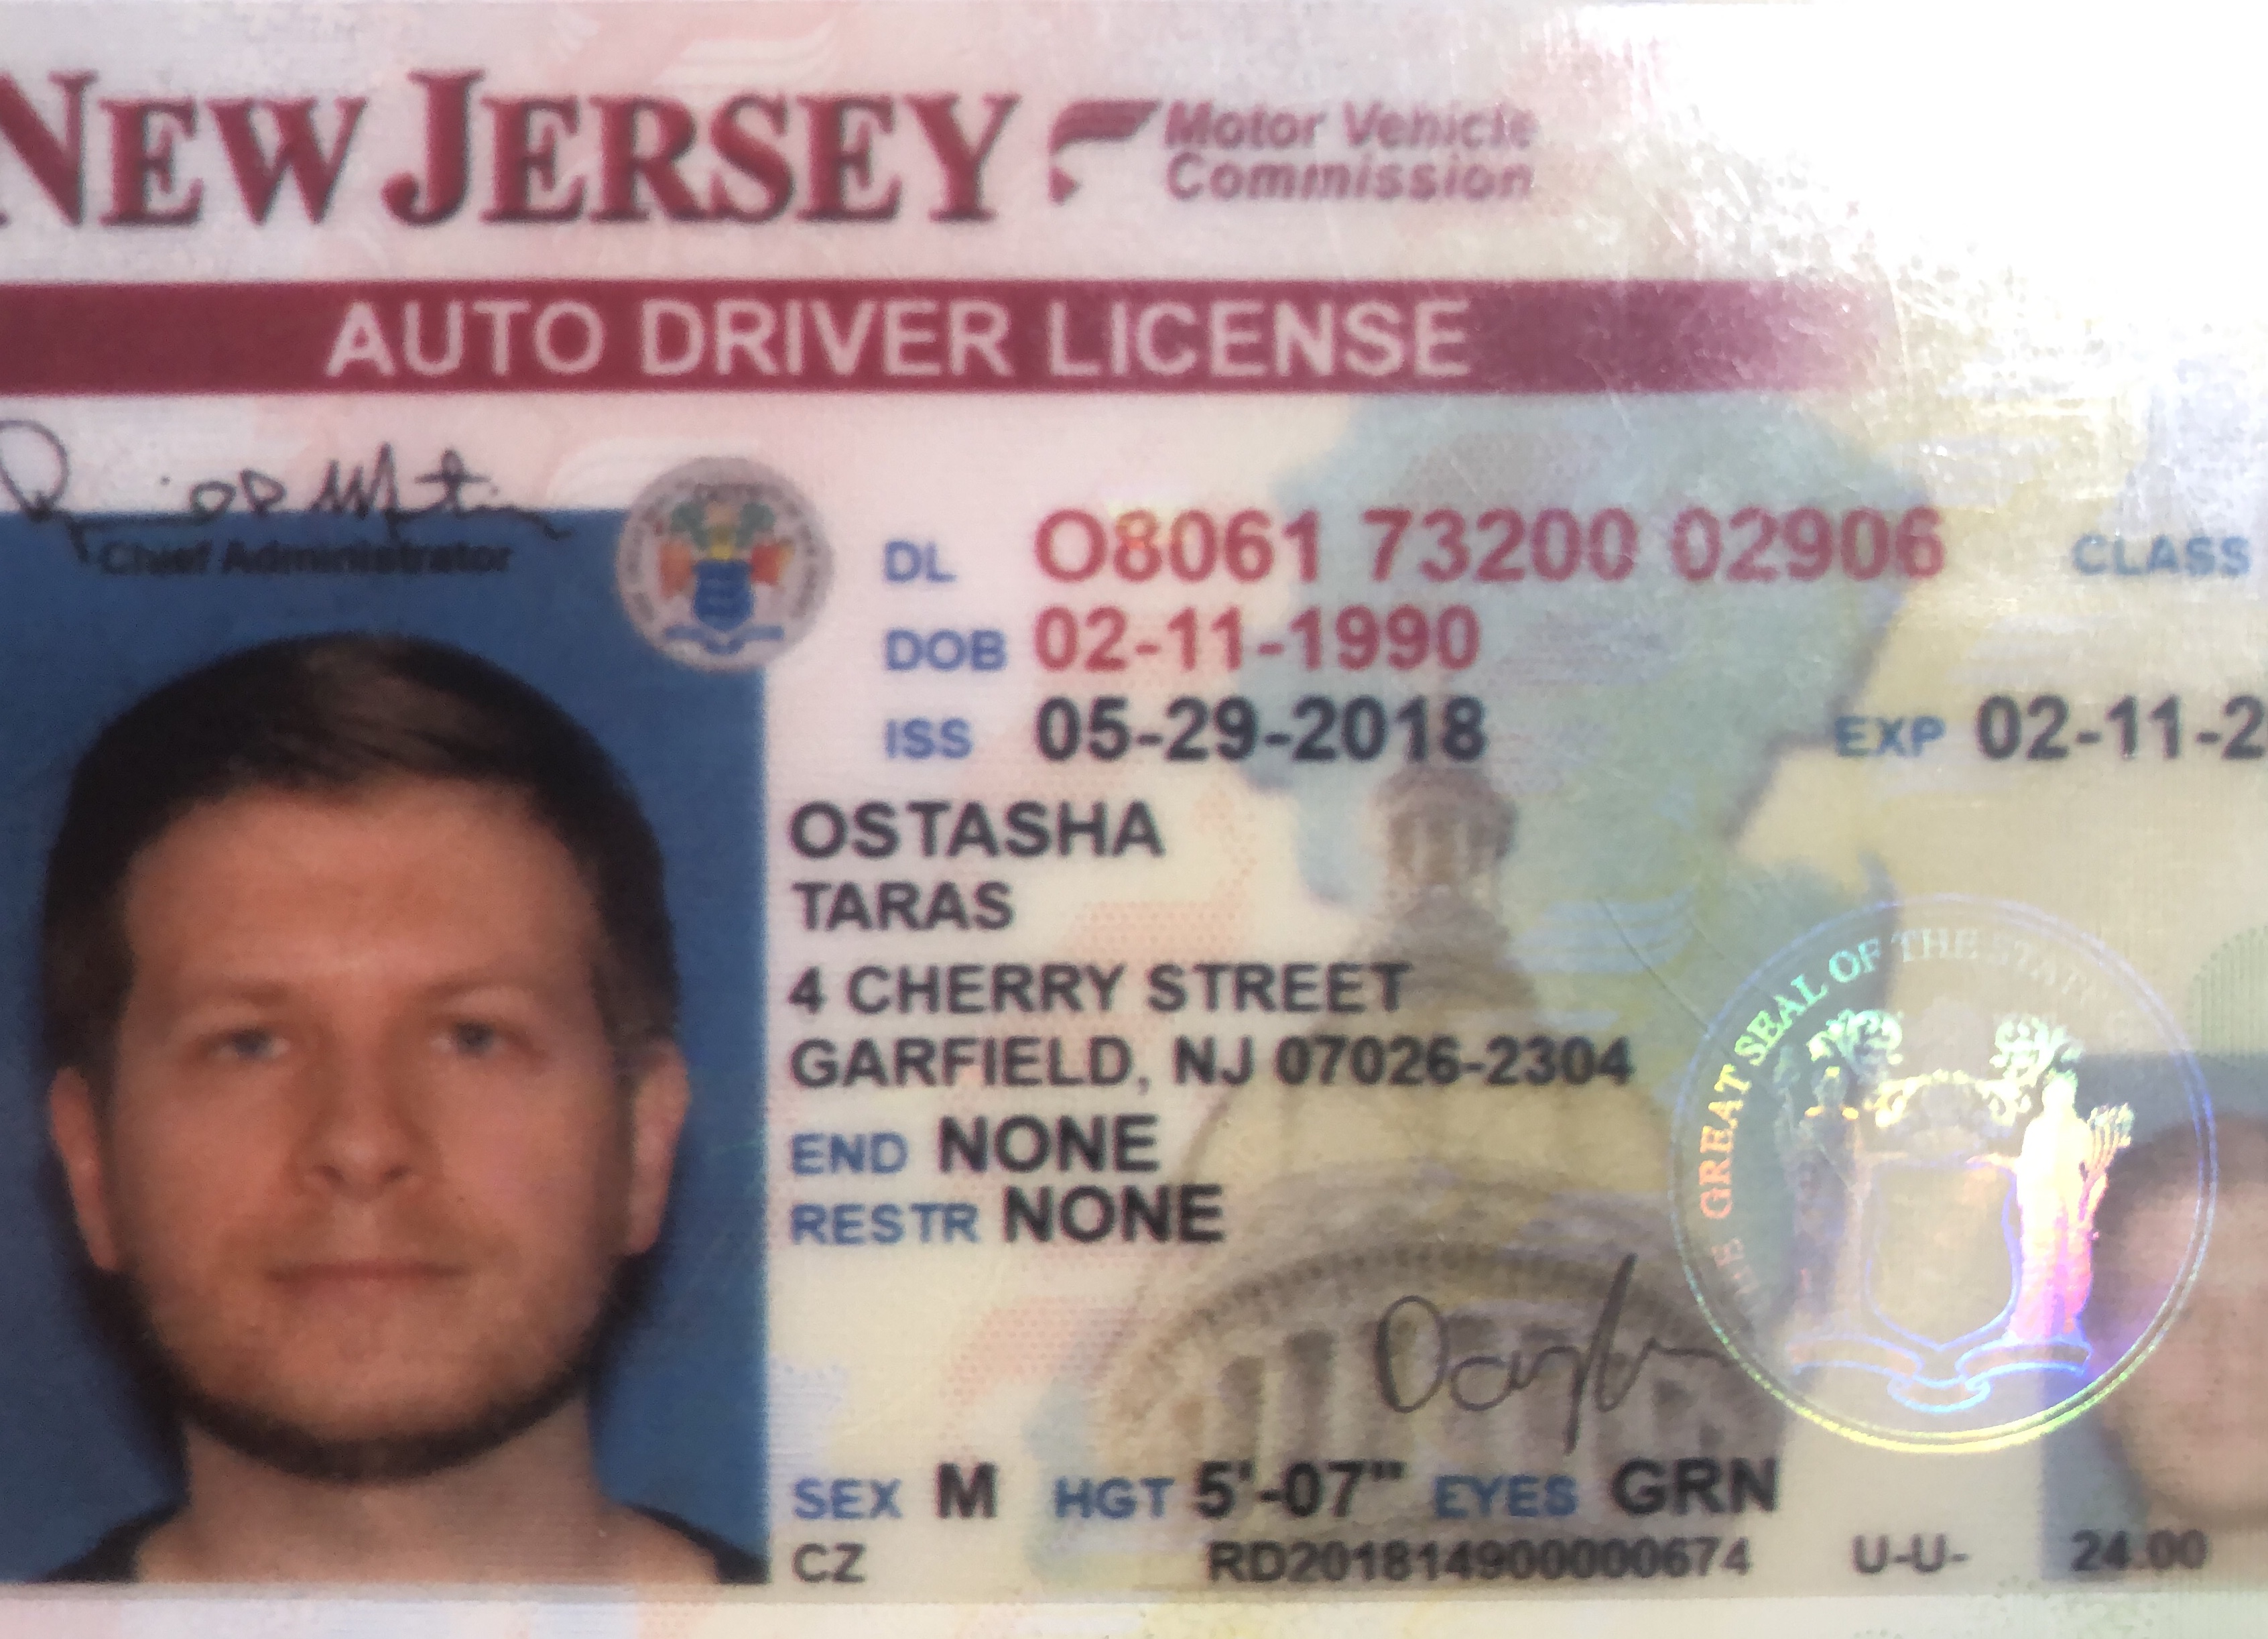 NEW JERSEY Motor Vehicle
Commission
AUTO DRIVER LICENSE
Chief Administrator
DL O8061 73200 02906 CLASS
DOB 02-11-1990
ISS 05-29-2018 EXP 02-11-2
OSTASHA
TARAS
4 CHERRY STREET
GARFIELD, NJ 07026-2304
END NONE
RESTR NONE
GREAT SEAL OF THE STATE
SEX M HGT 5'-07" EYES GRN
CZ RD201814900000674 U-U- 24.00